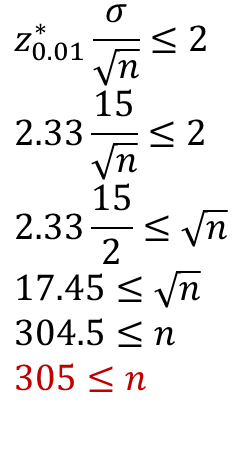 z*0.01 σ/√n ≤ 2
2.33 15/√n ≤ 2
2.33 15/2 ≤ √n
17.45 ≤ √n
304.5 ≤ n
305 ≤ n